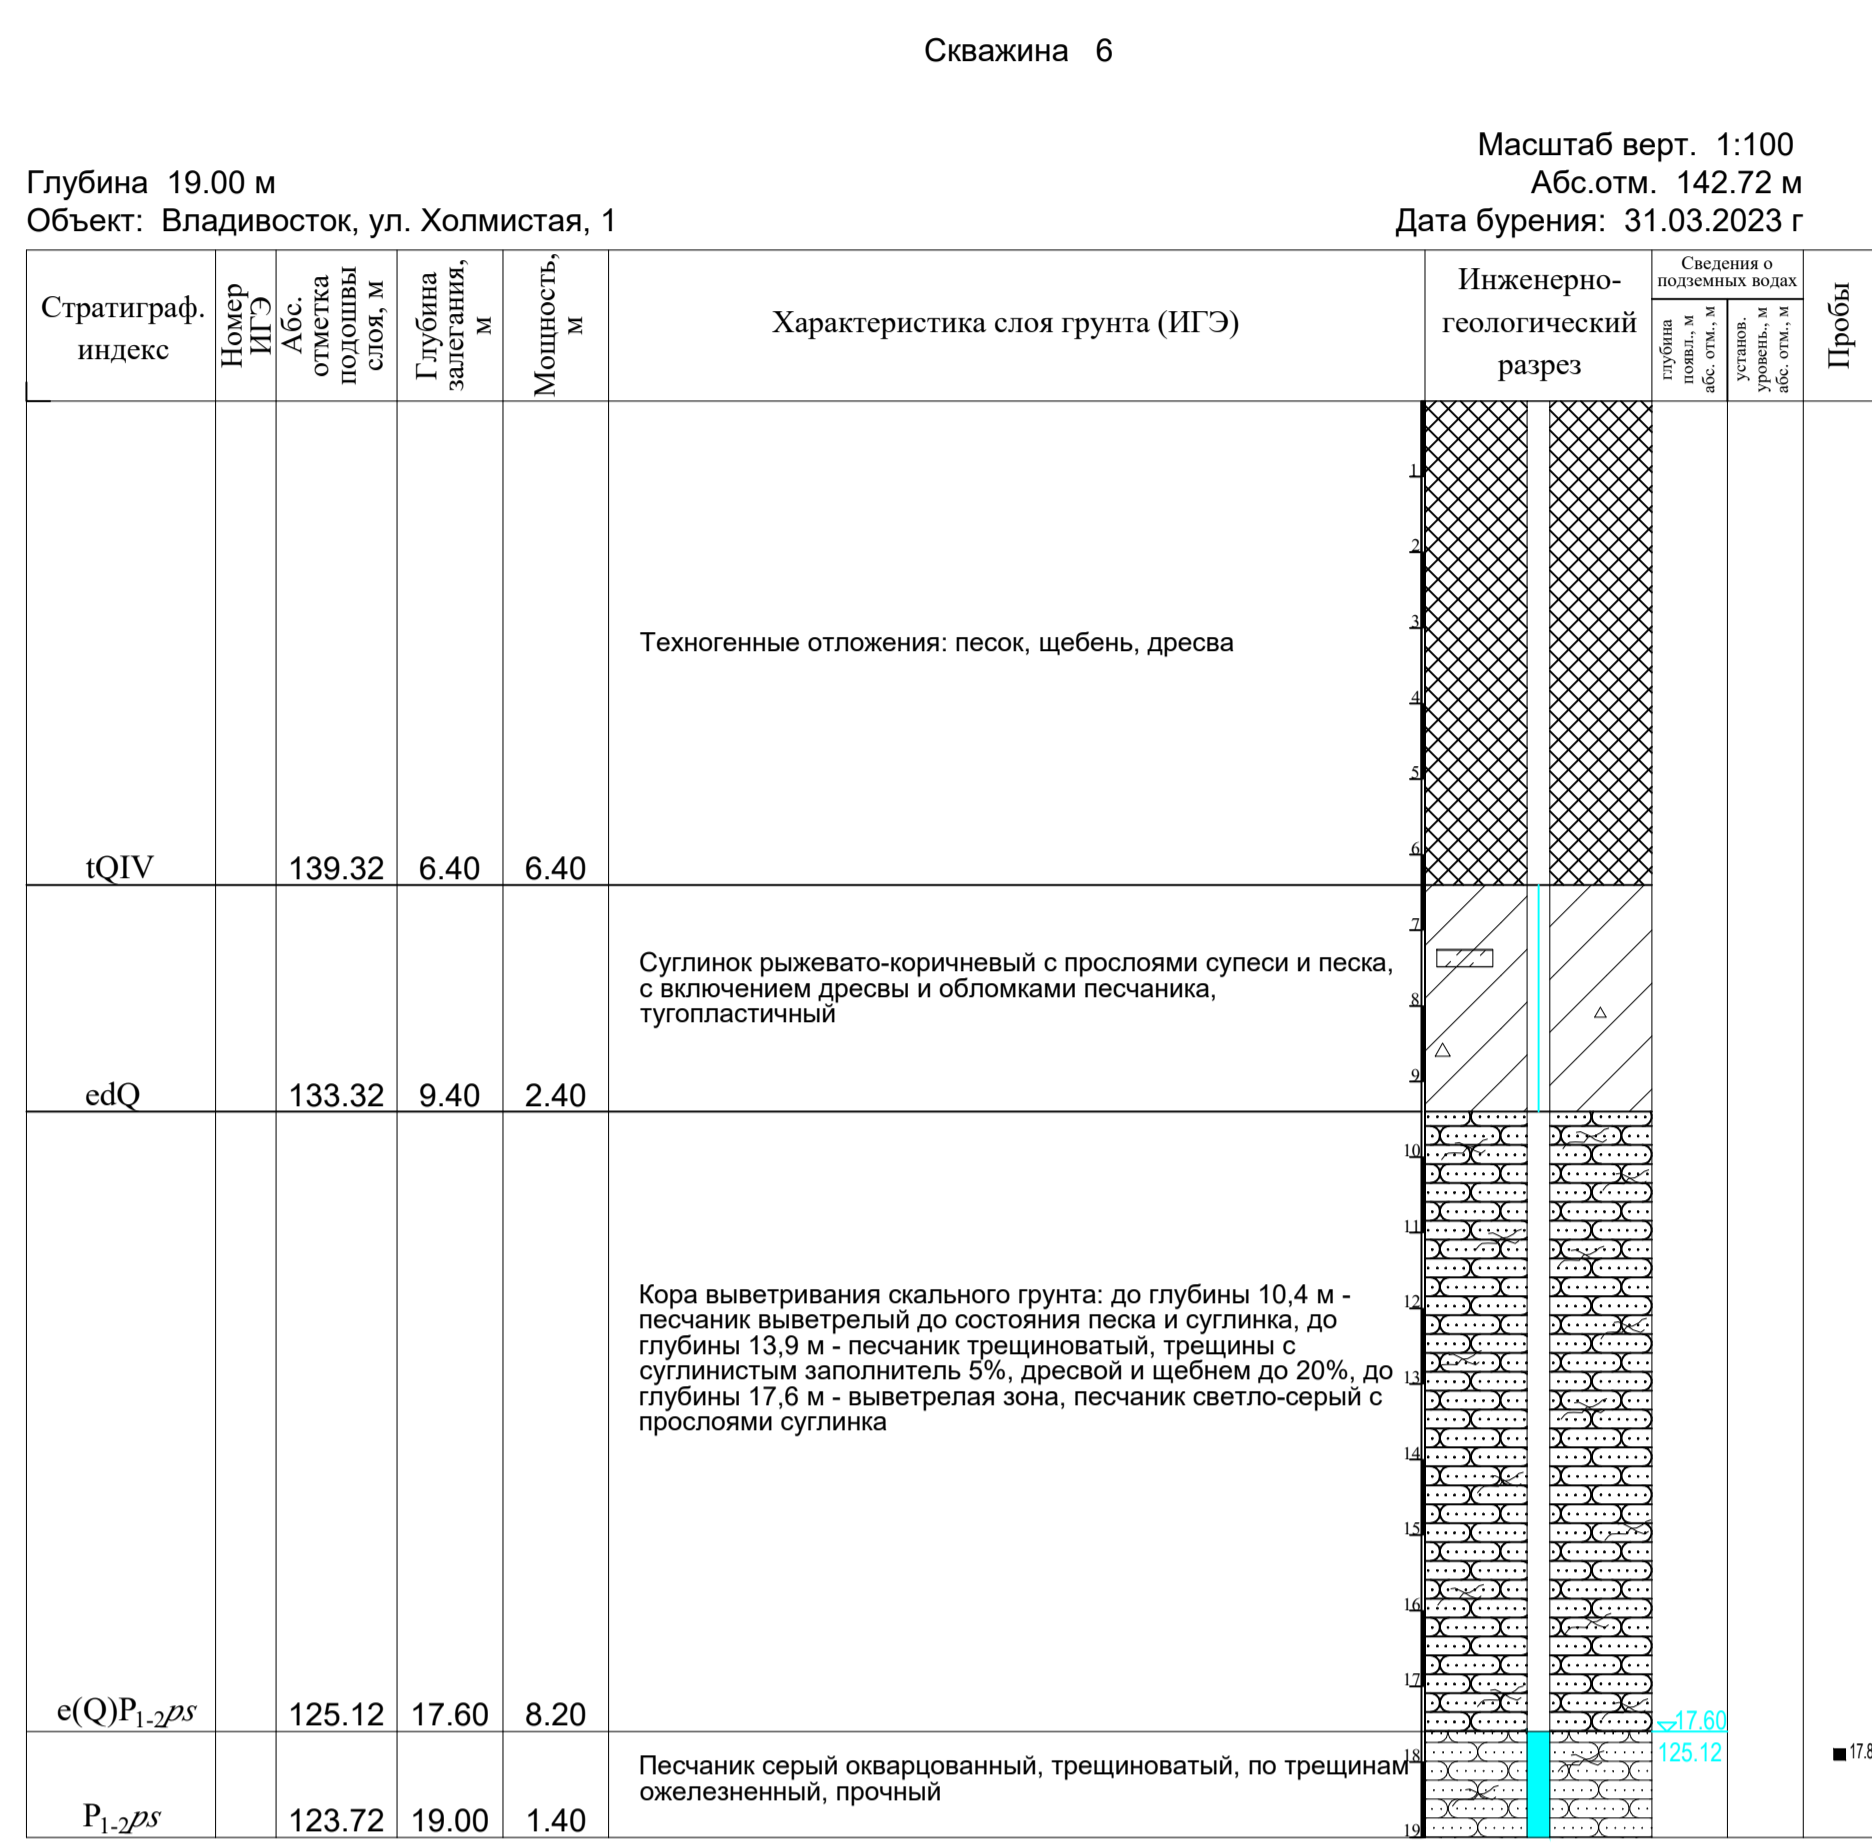 Скважина 6
Масштаб верт. 1:100
Глубина 19.00 м
Абс.отм. 142.72 м
Объект: Владивосток, ул. Холмистая, 1
Дата бурения: 31.03.2023 г
Стратиграф.
индекс
Номер
ИГЭ
Абс.
отметка
подошвы
слоя, м
Глубина
залегания,
м
Мощность,
м
Характеристика слоя грунта (ИГЭ)
Инженерно-
геологический
разрез
Сведения о
подземных водах
глубина
появл., м
абс. отм., м
установ.
уровень., м
абс. отм., м
Пробы
1
2
3
Техногенные отложения: песок, щебень, дресва
4
5
6
tQIV 139.32 6.40 6.40
7
Суглинок рыжевато-коричневый с прослоями супеси и песка,
с включением дресвы и обломками песчаника,
тугопластичный
8
9
edQ 133.32 9.40 2.40
10
11
12
Кора выветривания скального грунта: до глубины 10,4 м -
песчаник выветрелый до состояния песка и суглинка, до
глубины 13,9 м - песчаник трещиноватый, трещины с
суглинистым заполнитель 5%, дресвой и щебнем до 20%, до
глубины 17,6 м - выветрелая зона, песчаник светло-серый с
прослоями суглинка
13
14
15
16
17
e(Q)P1-2ps 125.12 17.60 8.20
17.60
125.12
Песчаник серый окварцованный, трещиноватый, по трещинам
ожелезненный, прочный
18
17.8
P1-2ps 123.72 19.00 1.40
19